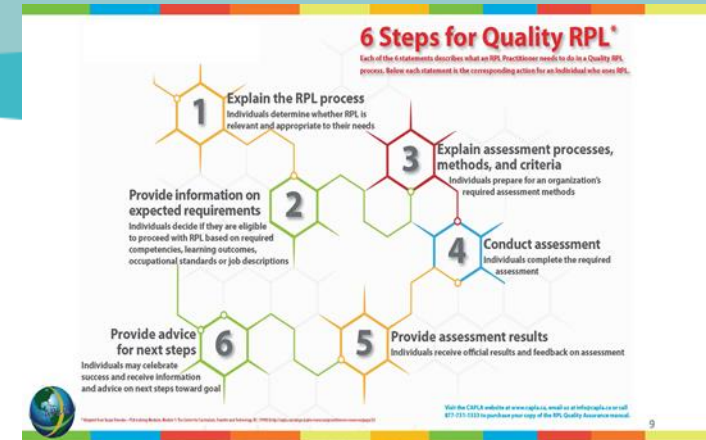 6 Steps for Quality RPL*
Each of the 6 statements describes what an RPL Practitioner needs to do in a Quality RPL
process. Below each statement is the corresponding action for an Individual who uses RPL.
1
Explain the RPL process
Individuals determine whether RPL is
relevant and appropriate to their needs
2
Provide information on
expected requirements
Individuals decide if they are eligible
to proceed with RPL based on required
competencies, learning outcomes,
occupational standards or job descriptions
3
Explain assessment processes,
methods, and criteria
Individuals prepare for an organization's
required assessment methods
4
Conduct assessment
Individuals complete the required
assessment
5
Provide assessment results
Individuals receive official results and feedback on assessment
6
Provide advice
for next steps
Individuals may celebrate
success and receive information
and advice on next steps toward goal
Visit the CAPLA website at www.capla.ca, email us at info@capla.ca or call
to purchase your copy of the RPL Quality Assurance Manual.
9